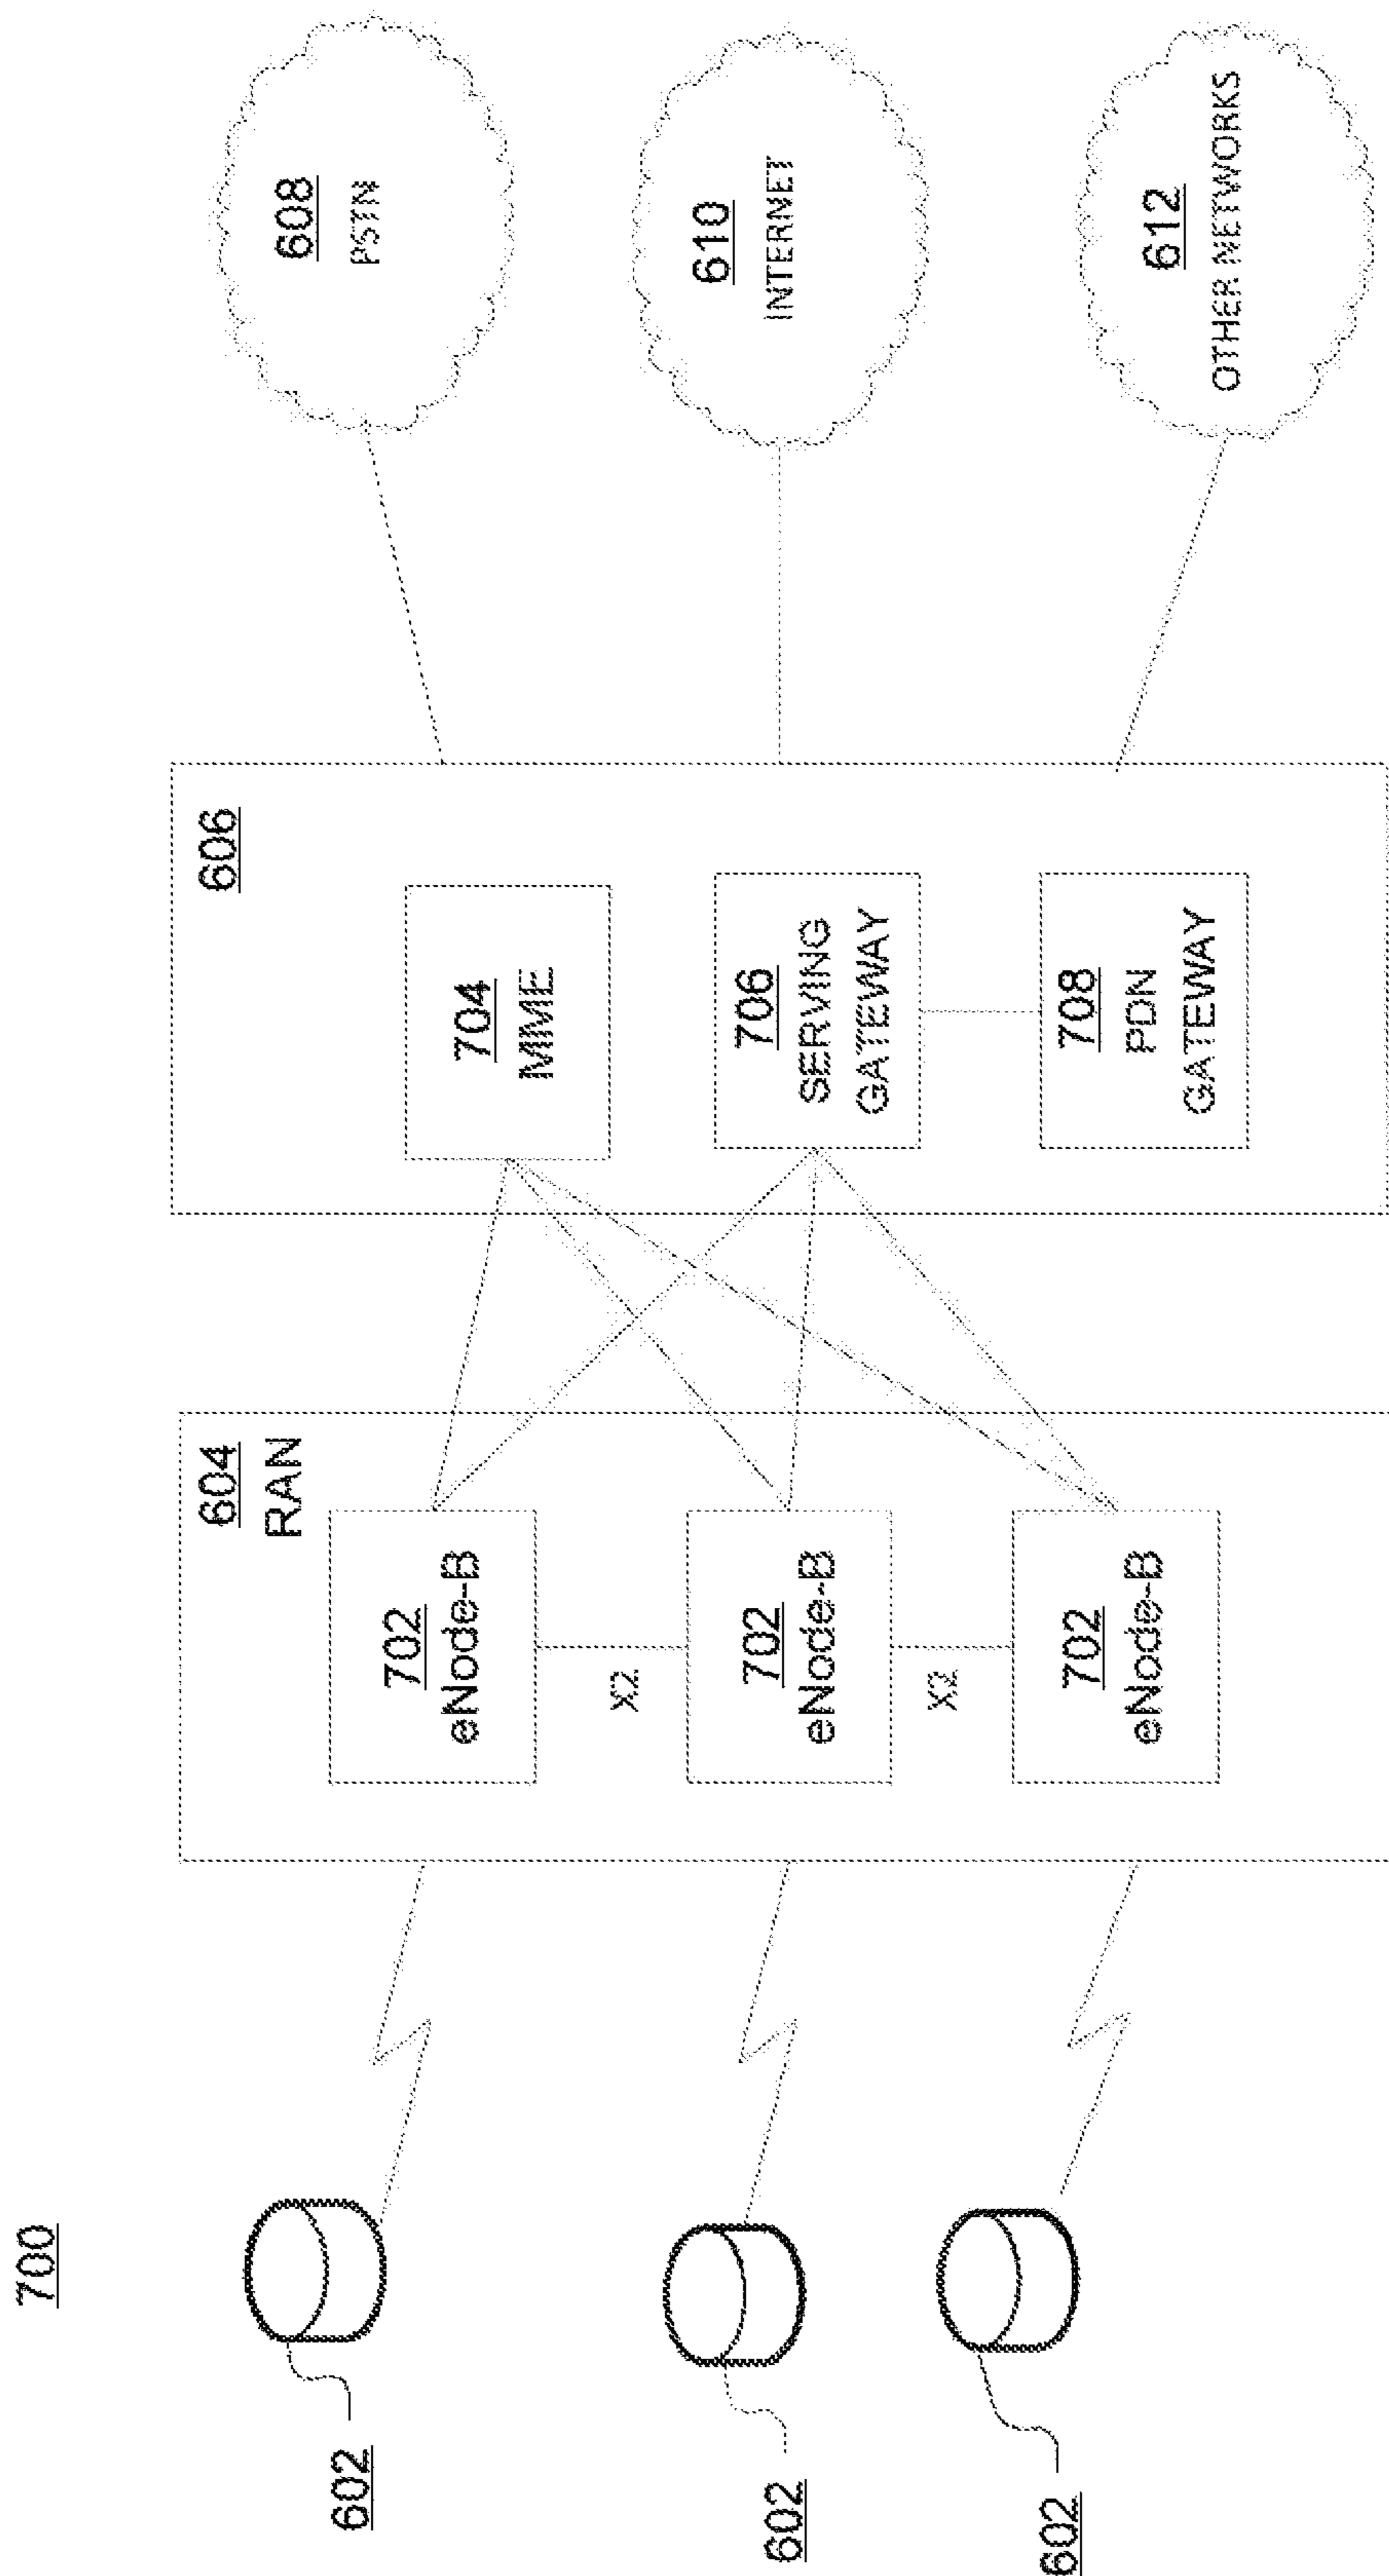 700
602
602
602
604
RAN
702
eNode-B
X2
702
eNode-B
X2
702
eNode-B
606
704
MME
706
SERVING
GATEWAY
708
PDN
GATEWAY
608
PSTN
610
INTERNET
612
OTHER NETWORKS